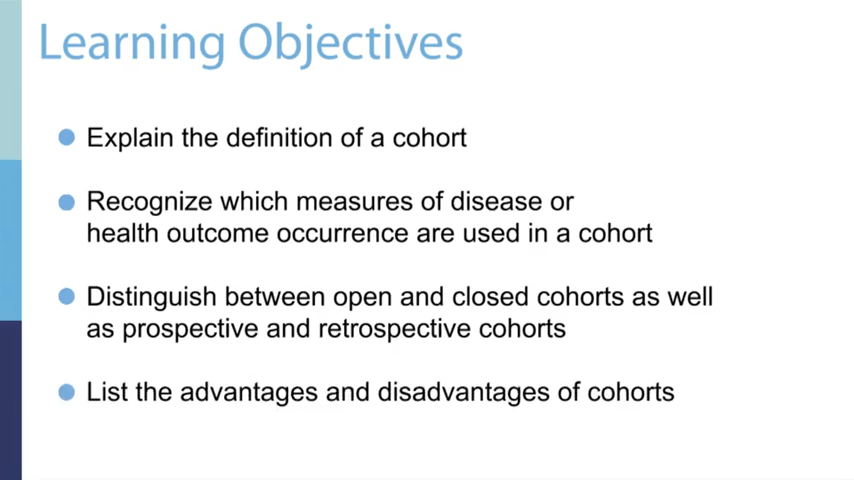 Learning Objectives
Explain the definition of a cohort
Recognize which measures of disease or
health outcome occurrence are used in a cohort
Distinguish between open and closed cohorts as well
as prospective and retrospective cohorts
List the advantages and disadvantages of cohorts